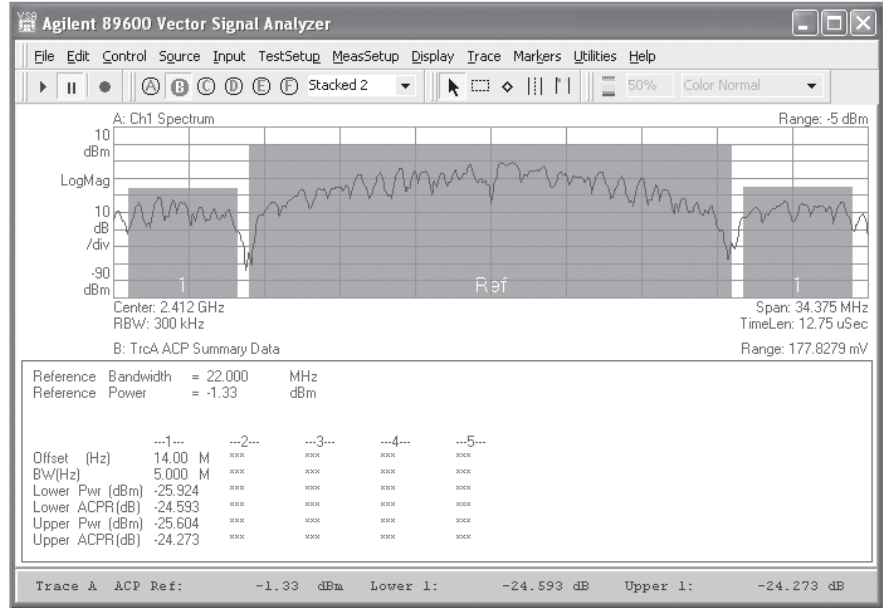 VSA
Agilent 89600 Vector Signal Analyzer
File Edit Control Source Input TestSetup MeasSetup Display Trace Markers Utilities Help
A B C D E F Stacked 2 50% Color Normal
A: Ch1 Spectrum Range: -5 dBm
10
dBm
LogMag
10
dB
/div
-90
dBm
1 Ref 1
Center: 2.412 GHz Span: 34.375 MHz
RBW: 300 kHz TimeLen: 12.75 uSec
B: TrcA ACP Summary Data Range: 177.8279 mV
Reference Bandwidth = 22.000 MHz
Reference Power = -1.33 dBm
---1--- ---2--- ---3--- ---4--- ---5---
Offset (Hz) 14.00 M *** *** *** ***
BW(Hz) 5.000 M *** *** *** ***
Lower Pwr (dBm) -25.924 *** *** *** ***
Lower ACPR(dB) -24.593 *** *** *** ***
Upper Pwr (dBm) -25.604 *** *** *** ***
Upper ACPR(dB) -24.273 *** *** *** ***
Trace A ACP Ref: -1.33 dBm Lower 1: -24.593 dB Upper 1: -24.273 dB